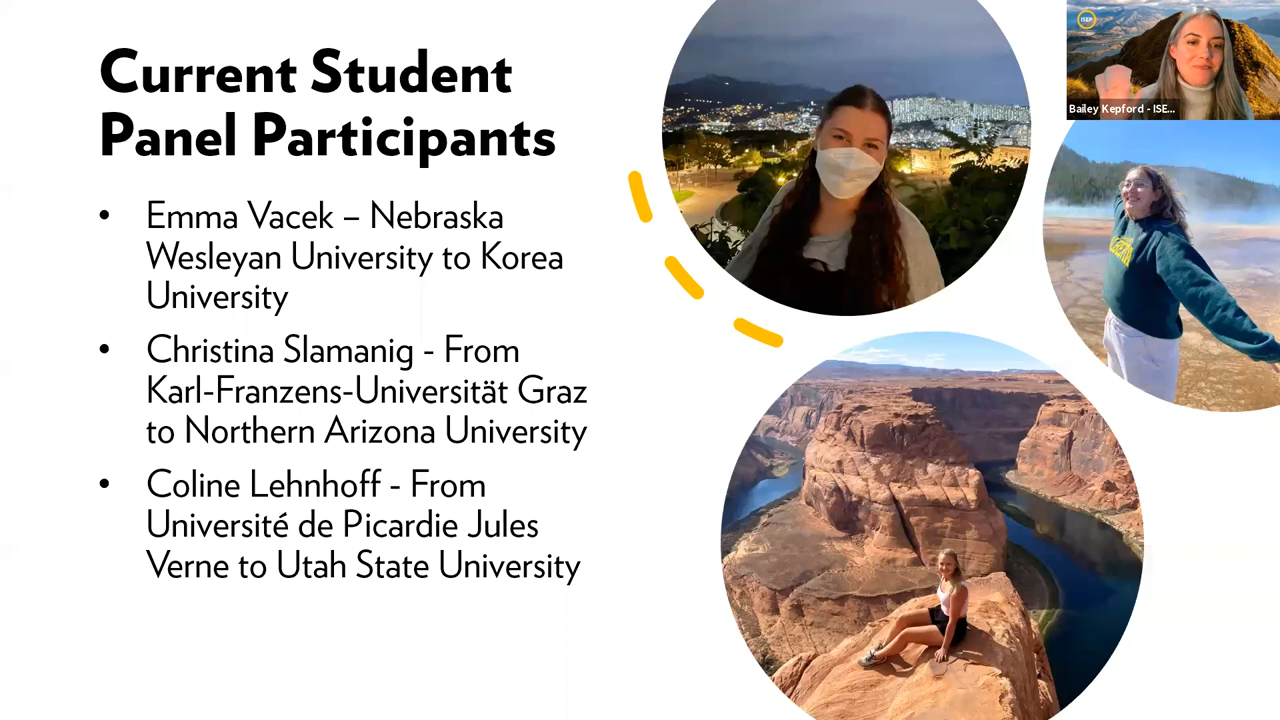 Current Student
Panel Participants
• Emma Vacek – Nebraska
Wesleyan University to Korea
University
• Christina Slamanig - From
Karl-Franzens-Universität Graz
to Northern Arizona University
• Coline Lehnhoff - From
Université de Picardie Jules
Verne to Utah State University
ISEP
Bailey Kepford - ISE...